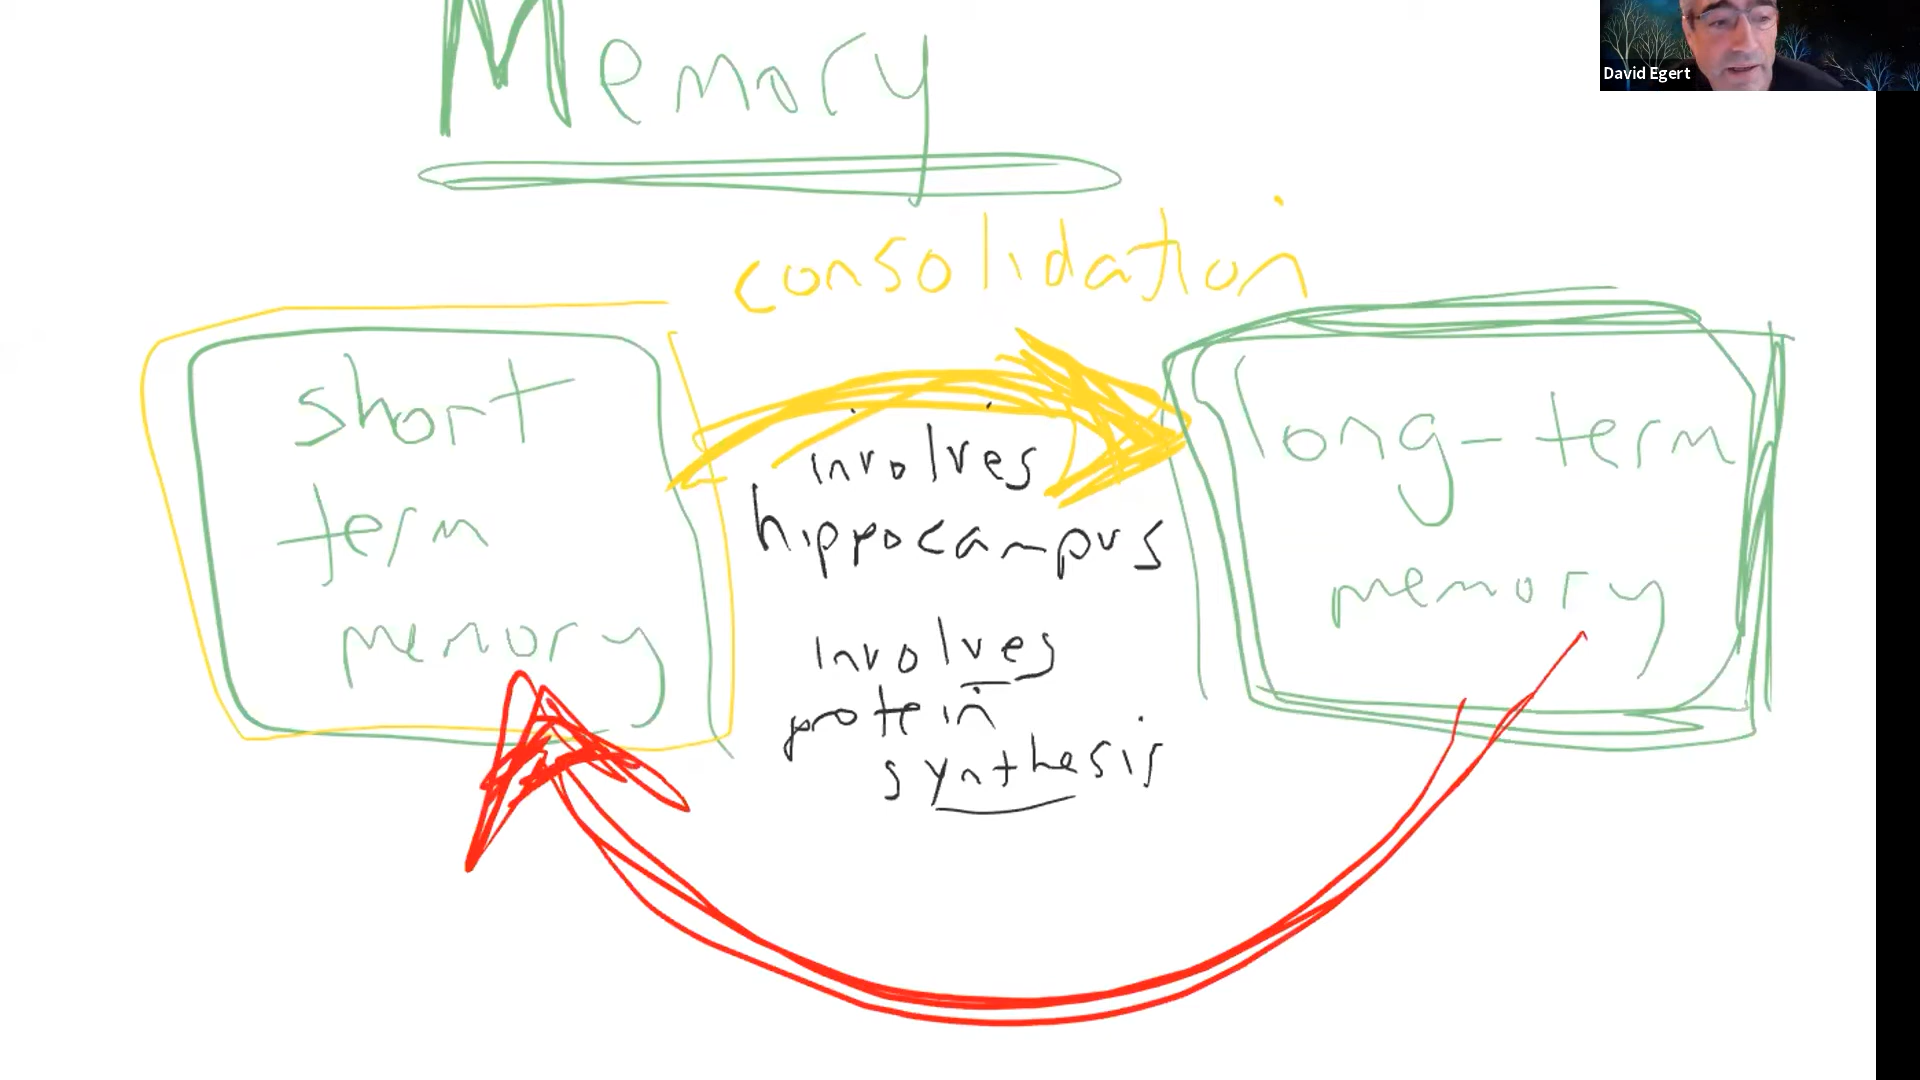 Memory
David Egert
consolidation
short
term
memory
involves
hippocampus
involves
protein
synthesis
long-term
memory